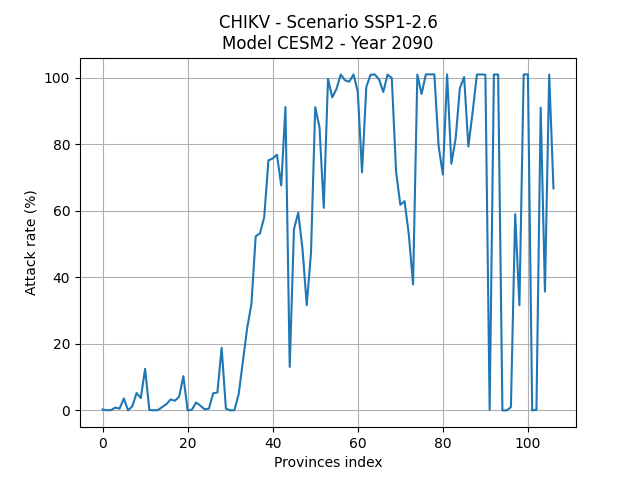 CHIKV - Scenario SSP1-2.6
Model CESM2 - Year 2090
Attack rate (%)
100
80
60
40
20
0
0 20 40 60 80 100
Provinces index